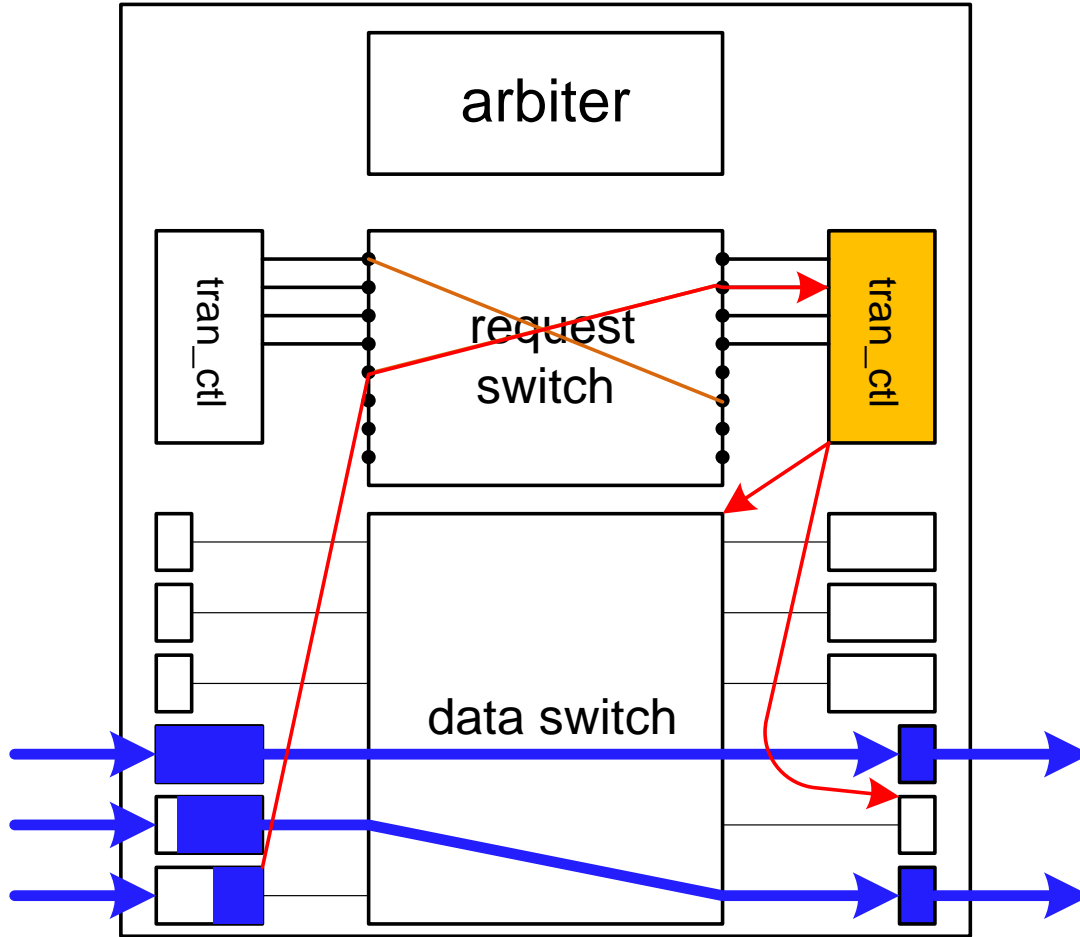 arbiter
tran_ctl
request
switch
tran_ctl
data switch